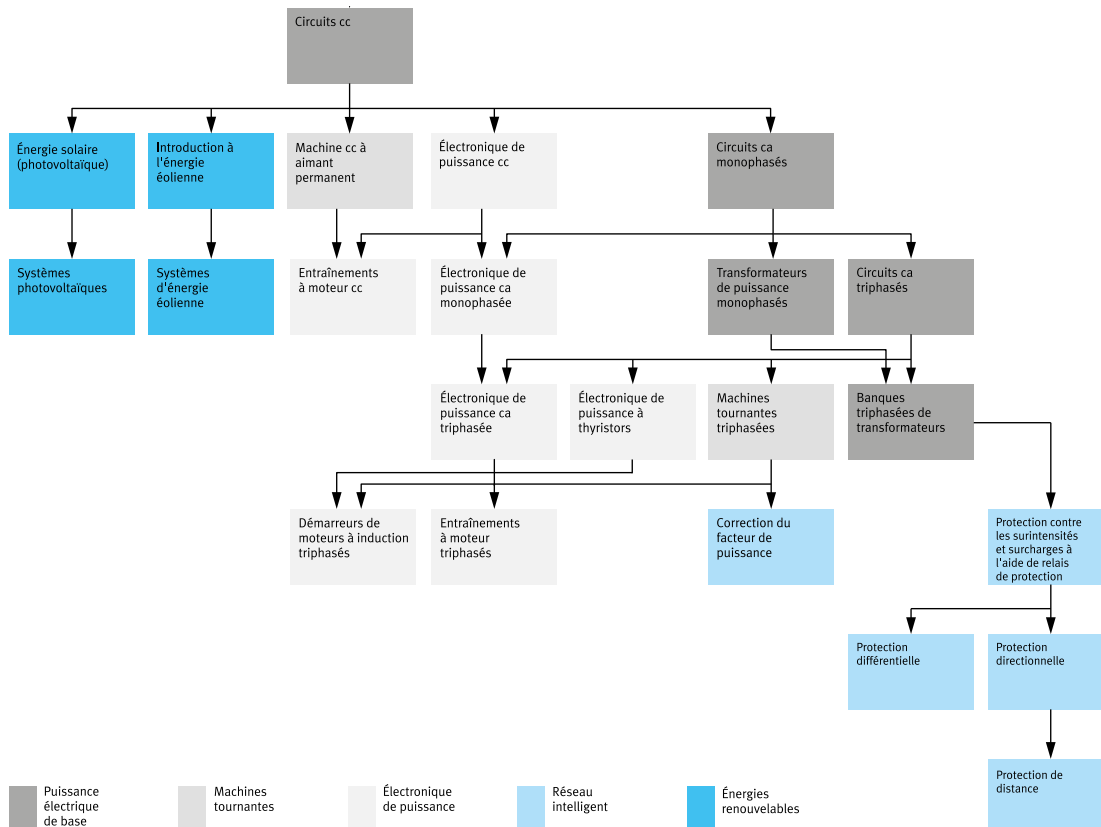 Circuits cc
Énergie solaire
(photovoltaïque)
Introduction à
l'énergie
éolienne
Machine cc à
aimant
permanent
Électronique de
puissance cc
Circuits ca
monophasés
Systèmes
photovoltaïques
Systèmes
d'énergie
éolienne
Entraînements
à moteur cc
Électronique de
puissance ca
monophasée
Transformateurs
de puissance
monophasés
Circuits ca
triphasés
Électronique de
puissance ca
triphasée
Électronique de
puissance à
thyristors
Machines
tournantes
triphasées
Banques
triphasées de
transformateurs
Démarreurs de
moteurs à induction
triphasés
Entraînements
à moteur
triphasés
Correction du
facteur de
puissance
Protection contre
les surintensités
et surcharges à
l'aide de relais
de protection
Protection
différentielle
Protection
directionnelle
Protection de
distance
Puissance
électrique
de base
Machines
tournantes
Électronique
de puissance
Réseau
intelligent
Énergies
renouvelables